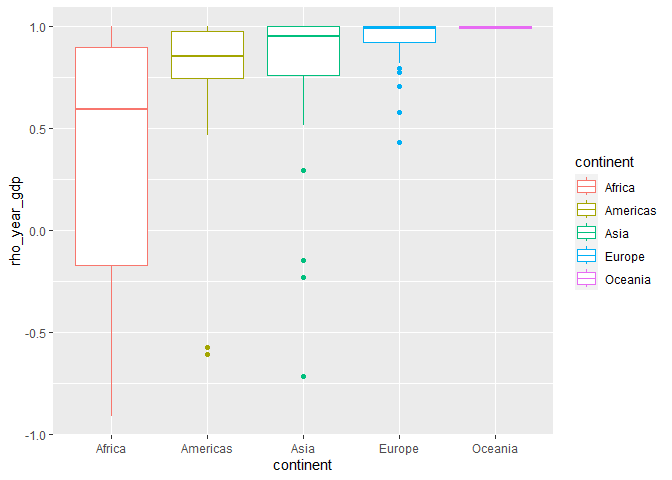 1.0
0.5
0.0
-0.5
-1.0
rho_year_gdp
Africa
Americas
Asia
Europe
Oceania
continent
continent
Africa
Americas
Asia
Europe
Oceania